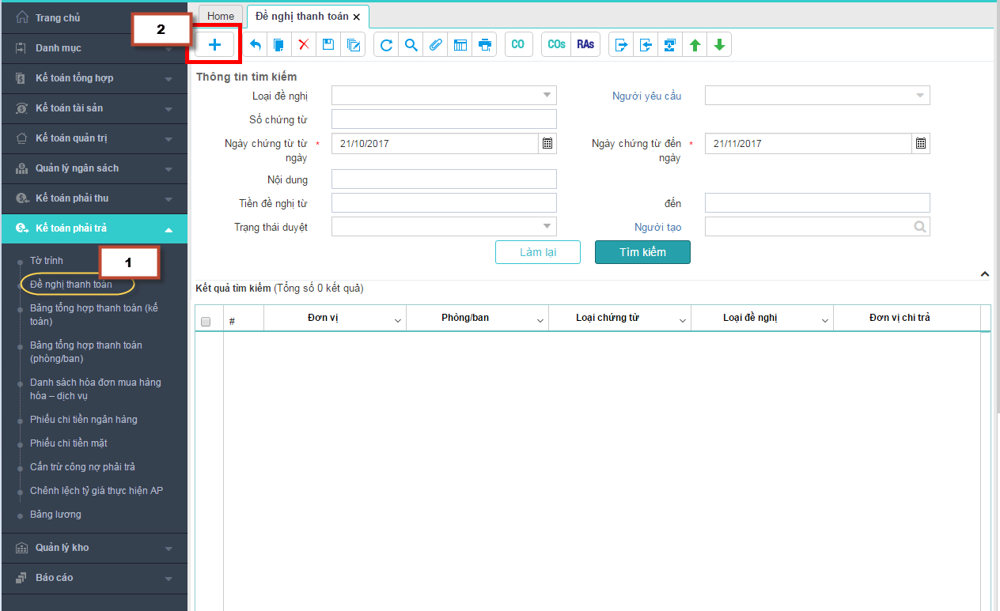 Trang chủ
Danh mục
Kế toán tổng hợp
Kế toán tài sản
Kế toán quản trị
Quản lý ngân sách
Kế toán phải thu
Kế toán phải trả
Tờ trình
Đề nghị thanh toán
Bảng tổng hợp thanh toán (kế
toán)
Bảng tổng hợp thanh toán
(phòng/ban)
Danh sách hóa đơn mua hàng
hóa – dịch vụ
Phiếu chi tiền ngân hàng
Phiếu chi tiền mặt
Cấn trừ công nợ phải trả
Chênh lệch tỷ giá thực hiện AP
Bảng lương
Quản lý kho
Báo cáo
1
2
Home Đề nghị thanh toán
CO COs RAs
Thông tin tìm kiếm
Loại đề nghị Người yêu cầu
Số chứng từ
Ngày chứng từ từ * 21/10/2017 Ngày chứng từ đến * 21/11/2017
ngày ngày
Nội dung
Tiền đề nghị từ đến
Trạng thái duyệt Người tạo
Làm lại Tìm kiếm
Kết quả tìm kiếm (Tổng số 0 kết quả)
# Đơn vị Phòng/ban Loại chứng từ Loại đề nghị Đơn vị chi trả